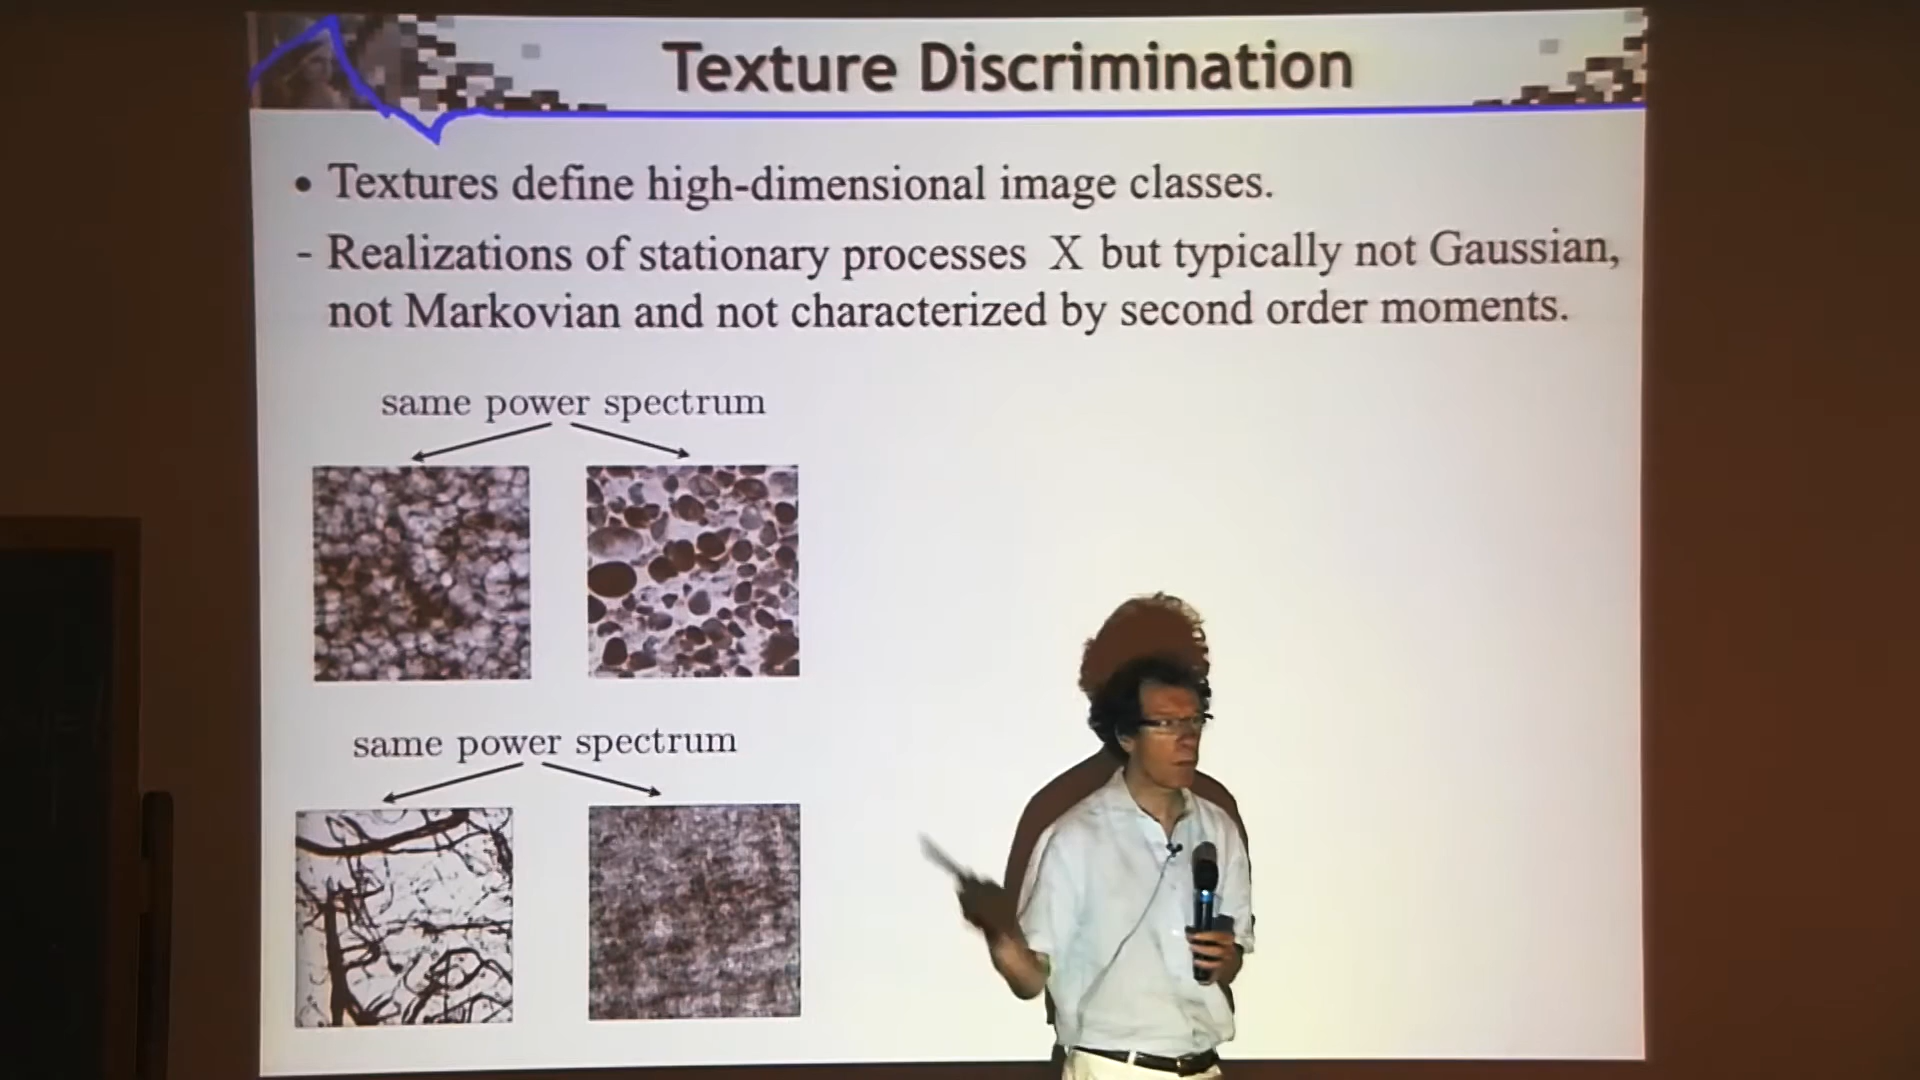 Texture Discrimination
• Textures define high-dimensional image classes.
- Realizations of stationary processes X but typically not Gaussian,
not Markovian and not characterized by second order moments.
same power spectrum
same power spectrum